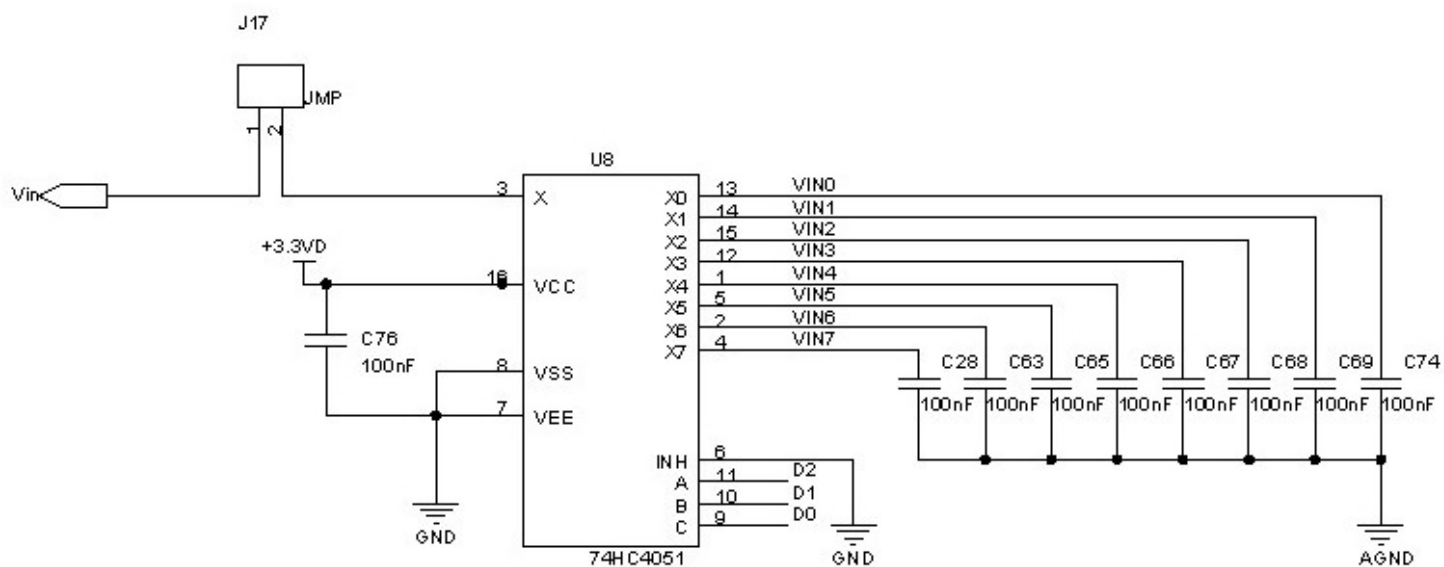 J17
JMP
1 2
U8
Vin
3 X
X0 13 VIN0
X1 14 VIN1
X2 15 VIN2
X3 12 VIN3
X4 1 VIN4
X5 5 VIN5
X6 2 VIN6
X7 4 VIN7
+3.3VD
16 VCC
C76
100nF
8 VSS
7 VEE
C28 C63 C65 C66 C67 C68 C69 C74
100nF 100nF 100nF 100nF 100nF 100nF 100nF 100nF
INH 6
A 11 D2
B 10 D1
C 9 D0
GND
74HC4051
GND
AGND